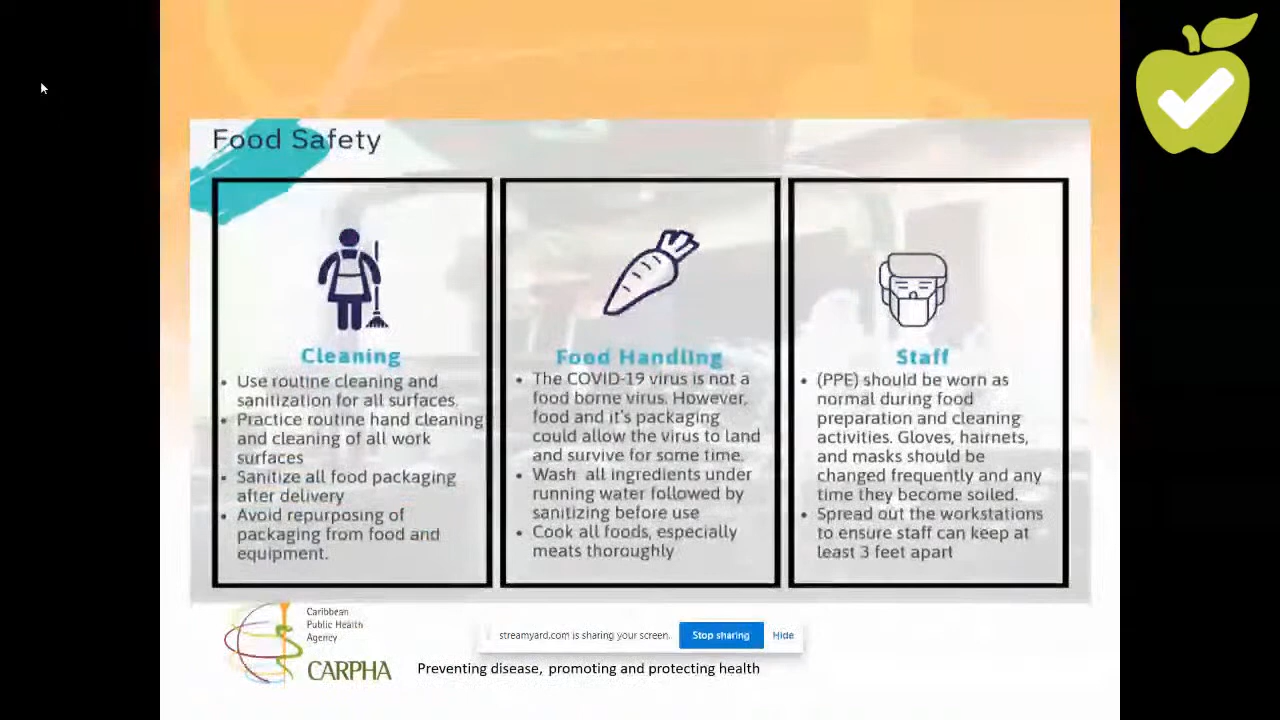 Food Safety
Cleaning
• Use routine cleaning and
sanitization for all surfaces.
• Practice routine hand cleaning
and cleaning of all work
surfaces
• Sanitize all food packaging
after delivery
• Avoid repurposing of
packaging from food and
equipment.
Food Handling
• The COVID-19 virus is not a
food borne virus. However,
food and it's packaging
could allow the virus to land
and survive for some time.
• Wash all ingredients under
running water followed by
sanitizing before use
• Cook all foods, especially
meats thoroughly
Staff
• (PPE) should be worn as
normal during food
preparation and cleaning
activities. Gloves, hairnets,
and masks should be
changed frequently and any
time they become soiled.
• Spread out the workstations
to ensure staff can keep at
least 3 feet apart
Caribbean
Public Health
Agency
CARPHA
streamyard.com is sharing your screen.
Stop sharing
Hide
Preventing disease, promoting and protecting health